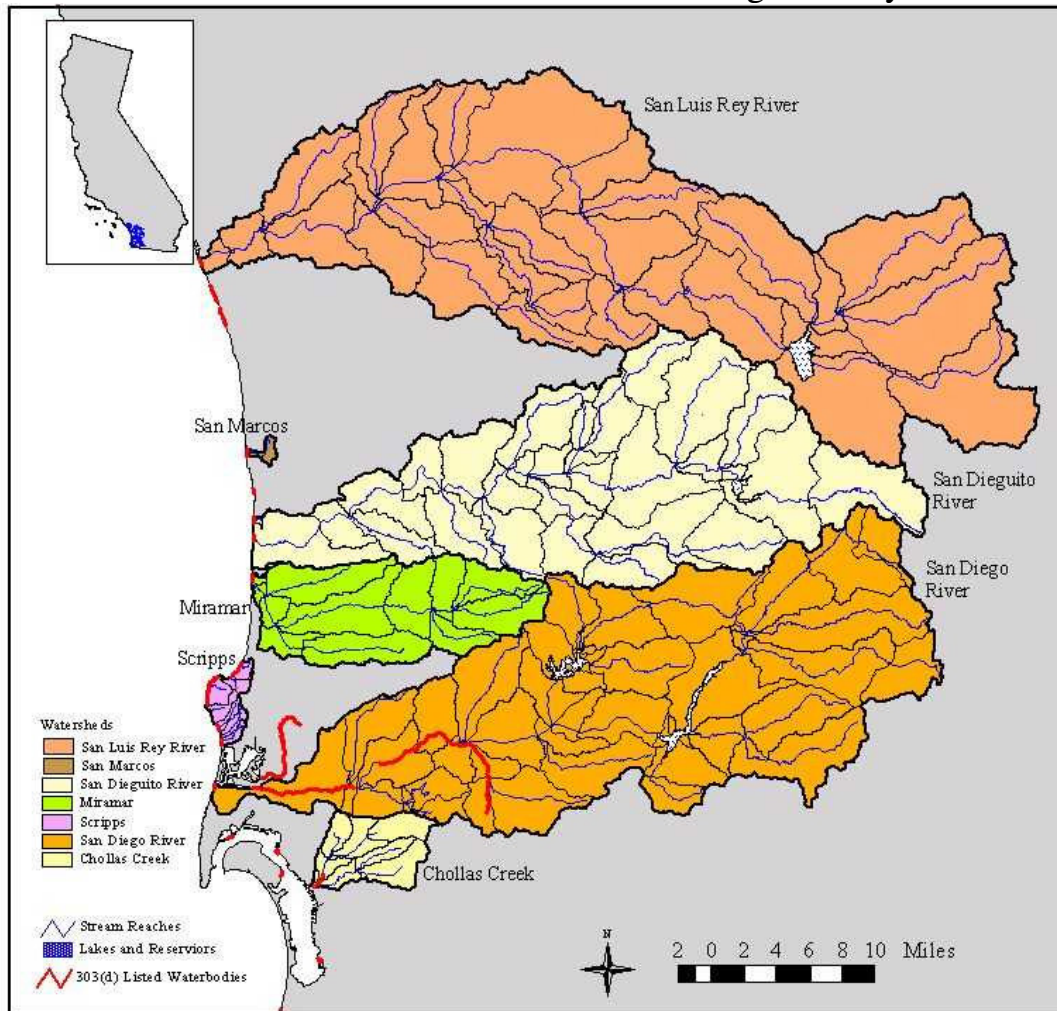 San Luis Rey River
San Marcos
San Dieguito
River
San Diego
River
Miramar
Scripps
Chollas Creek
Watersheds
San Luis Rey River
San Marcos
San Dieguito River
Miramar
Scripps
San Diego River
Chollas Creek
Stream Reaches
Lakes and Reserviors
303(d) Listed Waterbodies
N
2 0 2 4 6 8 10 Miles